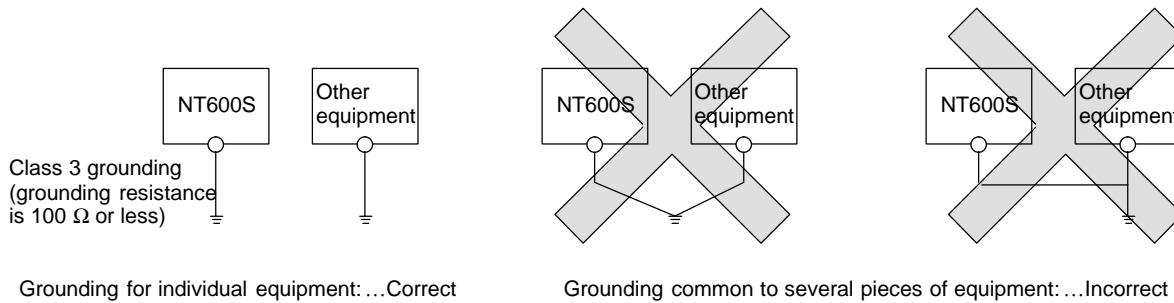 NT600S
Other
equipment
NT600S
Other
equipment
NT600S
Other
equipment
Class 3 grounding
(grounding resistance
is 100 Ω or less)
Grounding for individual equipment: …Correct
Grounding common to several pieces of equipment: …Incorrect